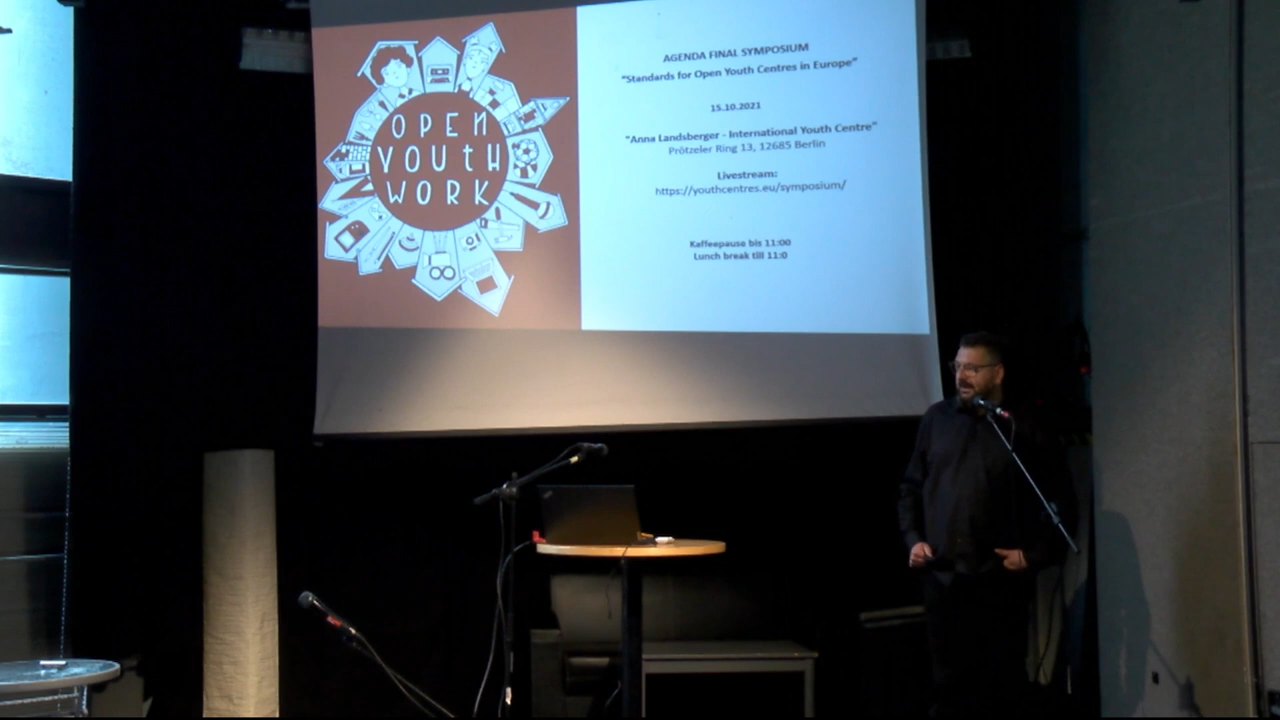 OPEN
YOUtH
WORK
AGENDA FINAL SYMPOSIUM
"Standards for Open Youth Centres in Europe"
15.10.2021
"Anna Landsberger - International Youth Centre"
Prötzeler Ring 13, 12685 Berlin
Livestream:
https://youthcentres.eu/symposium/
Kaffeepause bis 11:00
Lunch break till 11:0